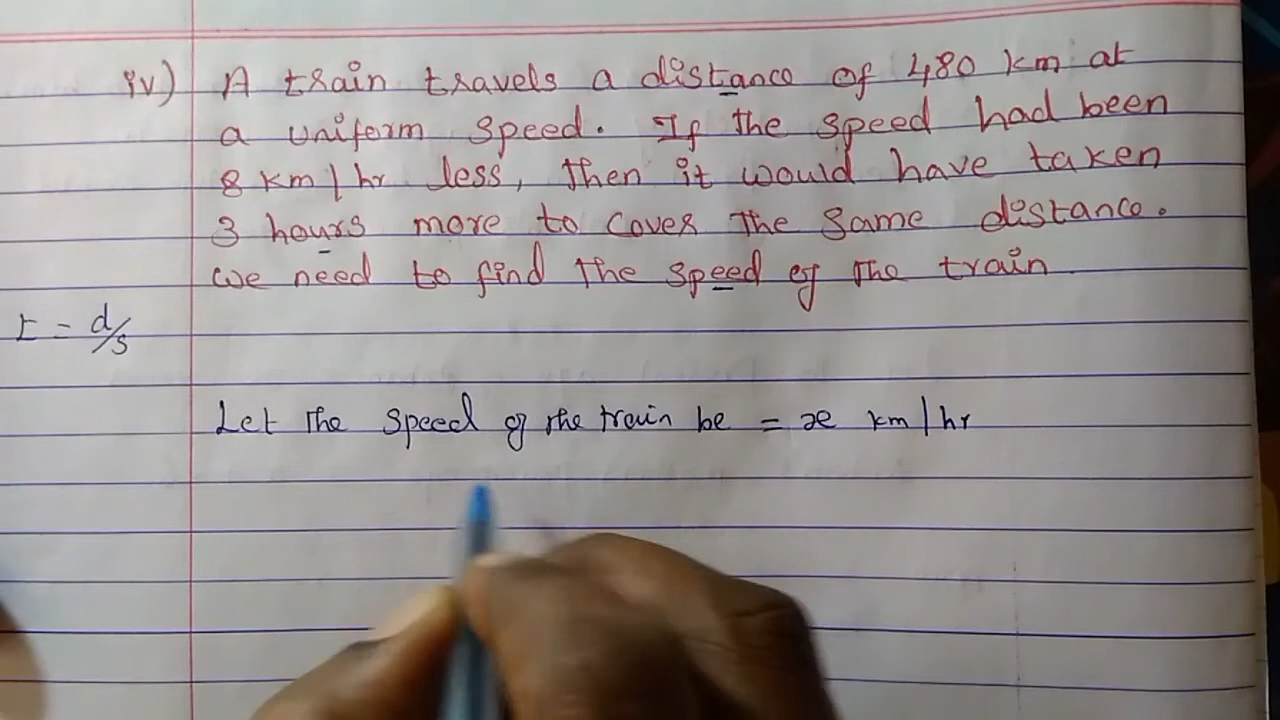 iv) A train travels a distance of 480 km at
a uniform speed. If the speed had been
8 km/hr less, then it would have taken
3 hours more to cover the same distance.
we need to find the speed of the train
t = d/s
Let the speed of the train be = x km/hr